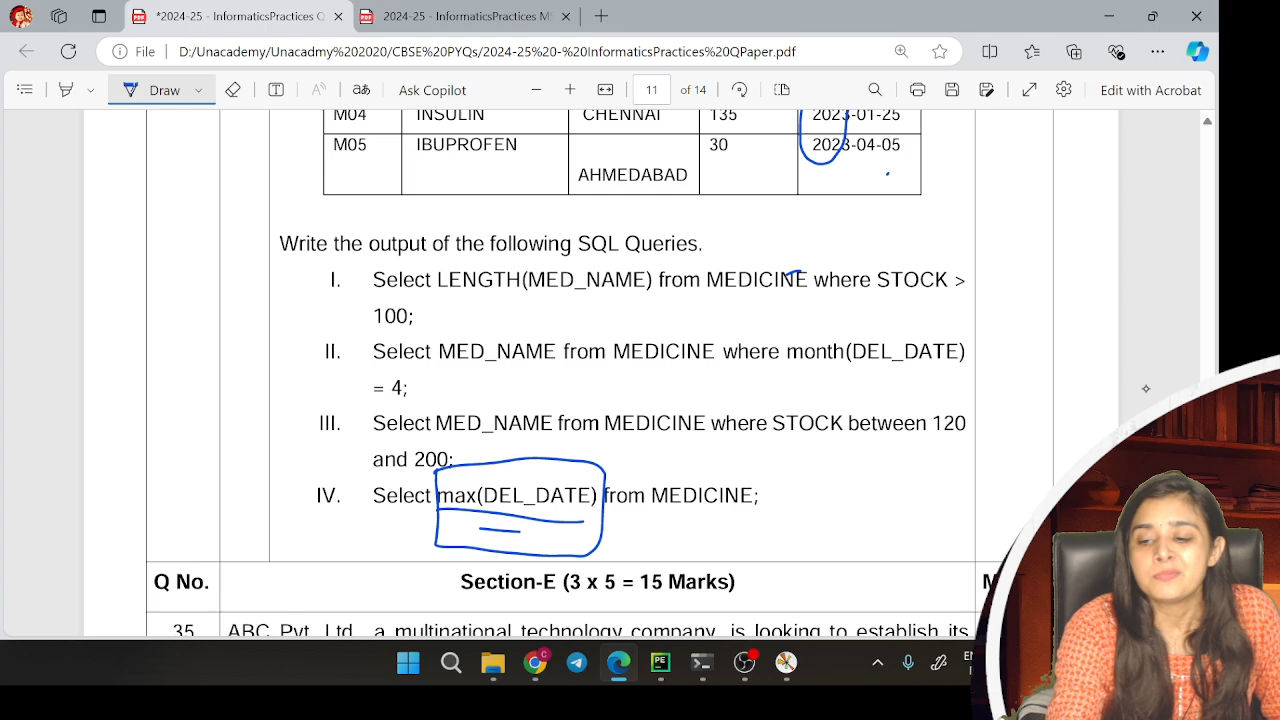 *2024-25 - InformaticsPractices Q
2024-25 - InformaticsPractices MS
File
D:/Unacademy/Unacadmy%202020/CBSE%20PYQs/2024-25%20-%20InformaticsPractices%20QPaper.pdf
Draw
Ask Copilot
11 of 14
Edit with Acrobat
M04 INSULIN CHENNAI 135 2023-01-25
M05 IBUPROFEN 30 2023-04-05
AHMEDABAD
Write the output of the following SQL Queries.
I. Select LENGTH(MED_NAME) from MEDICINE where STOCK >
100;
II. Select MED_NAME from MEDICINE where month(DEL_DATE)
= 4;
III. Select MED_NAME from MEDICINE where STOCK between 120
and 200;
IV. Select max(DEL_DATE) from MEDICINE;
Q No. Section-E (3 x 5 = 15 Marks)
35 ABC Pvt. Ltd., a multinational technology company, is looking to establish its